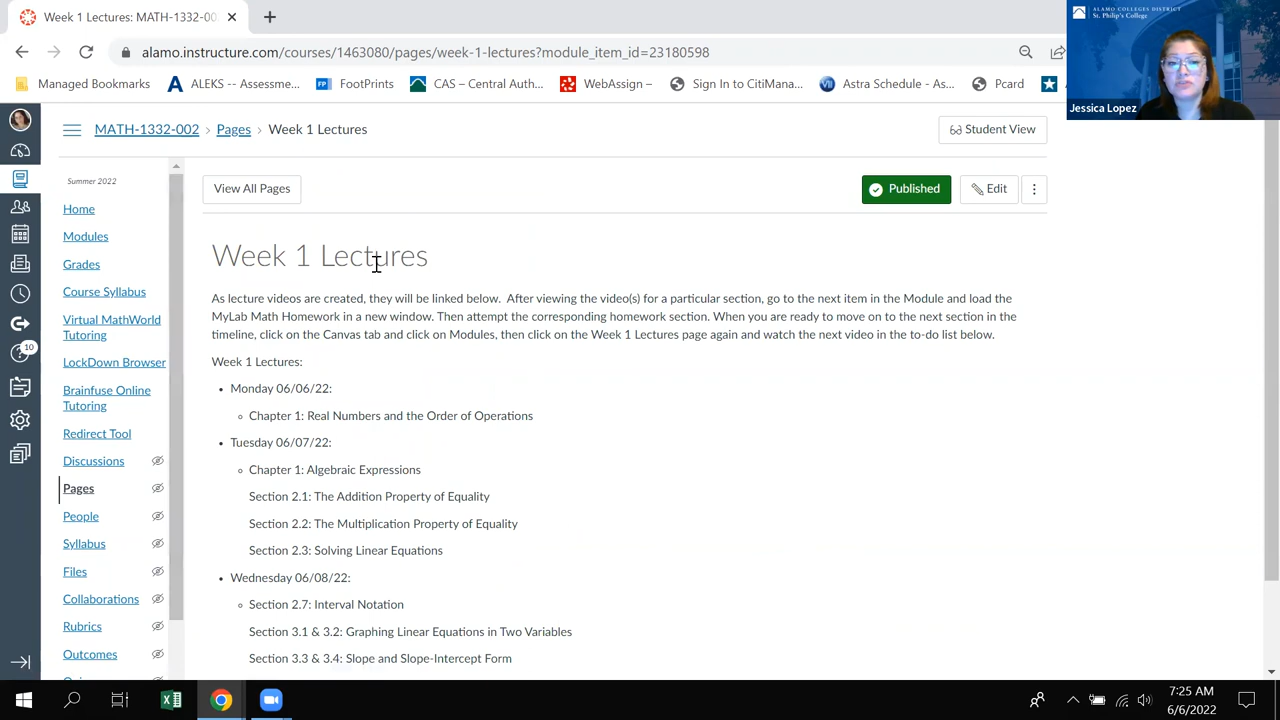 Week 1 Lectures: MATH-1332-00
alamo.instructure.com/courses/1463080/pages/week-1-lectures?module_item_id=23180598
Managed Bookmarks
ALEKS -- Assessme...
FootPrints
CAS – Central Auth...
WebAssign –
Sign In to CitiMana...
Astra Schedule - As...
Pcard
ALAMO COLLEGES DISTRICT
St. Philip's College
Jessica Lopez
MATH-1332-002 › Pages › Week 1 Lectures
Student View
Summer 2022
Home
Modules
Grades
Course Syllabus
Virtual MathWorld
Tutoring
LockDown Browser
Brainfuse Online
Tutoring
Redirect Tool
Discussions
Pages
People
Syllabus
Files
Collaborations
Rubrics
Outcomes
10
View All Pages
Published
Edit
Week 1 Lectures
As lecture videos are created, they will be linked below. After viewing the video(s) for a particular section, go to the next item in the Module and load the
MyLab Math Homework in a new window. Then attempt the corresponding homework section. When you are ready to move on to the next section in the
timeline, click on the Canvas tab and click on Modules, then click on the Week 1 Lectures page again and watch the next video in the to-do list below.
Week 1 Lectures:
Monday 06/06/22:
Chapter 1: Real Numbers and the Order of Operations
Tuesday 06/07/22:
Chapter 1: Algebraic Expressions
Section 2.1: The Addition Property of Equality
Section 2.2: The Multiplication Property of Equality
Section 2.3: Solving Linear Equations
Wednesday 06/08/22:
Section 2.7: Interval Notation
Section 3.1 & 3.2: Graphing Linear Equations in Two Variables
Section 3.3 & 3.4: Slope and Slope-Intercept Form
7:25 AM
6/6/2022